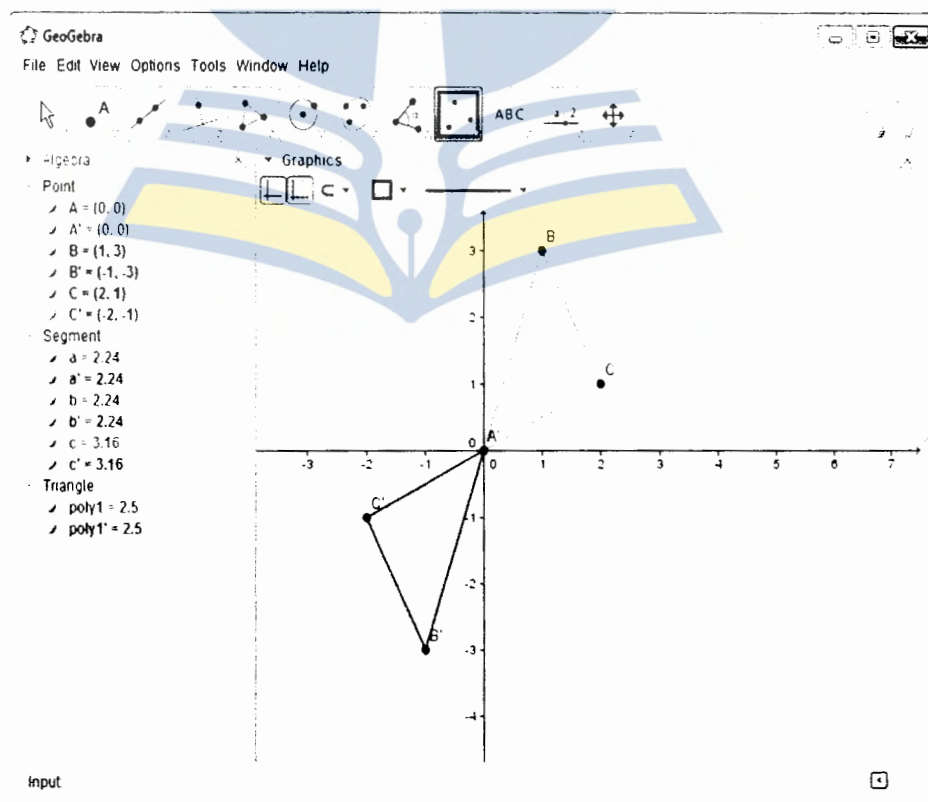 GeoGebra
File Edit View Options Tools Window Help
A
ABC
a = 2
Algebra
Graphics
Point
A = (0, 0)
A' = (0, 0)
B = (1, 3)
B' = (-1, -3)
C = (2, 1)
C' = (-2, -1)
Segment
a = 2.24
a' = 2.24
b = 2.24
b' = 2.24
c = 3.16
c' = 3.16
Triangle
poly1 = 2.5
poly1' = 2.5
B
3
2
C
1
A'
0
-3 -2 -1 0 1 2 3 4 5 6 7
C'
-1
-2
B'
-3
-4
Input